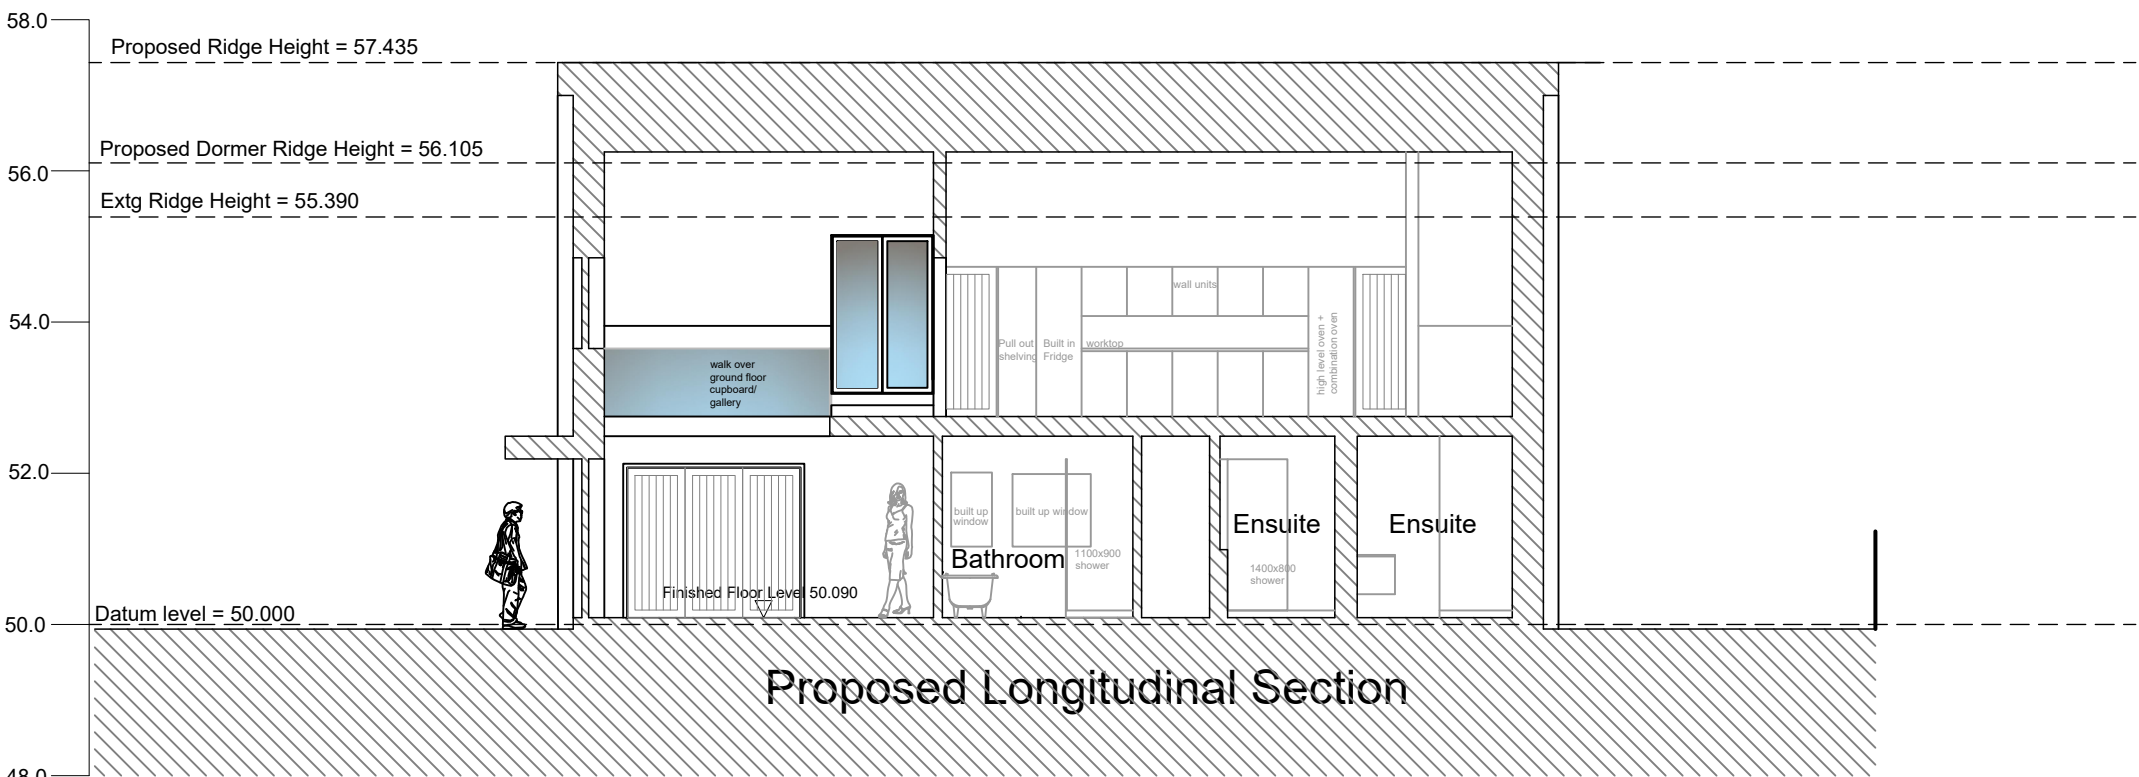 58.0
Proposed Ridge Height = 57.435
Proposed Dormer Ridge Height = 56.105
56.0
Extg Ridge Height = 55.390
wall units
54.0
Pull out
shelving
Built in
Fridge
worktop
high level oven +
combination oven
walk over
ground floor
cupboard/
gallery
52.0
built up
window
built up window
Ensuite
Ensuite
Bathroom
1100x900
shower
1400x800
shower
Finished Floor Level 50.090
Datum level = 50.000
50.0
Proposed Longitudinal Section
48.0